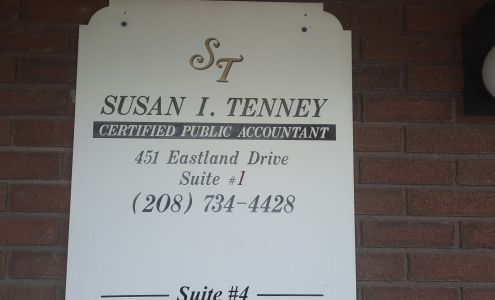 ST
SUSAN I. TENNEY
CERTIFIED PUBLIC ACCOUNTANT
451 Eastland Drive
Suite #1
(208) 734-4428
Suite #4